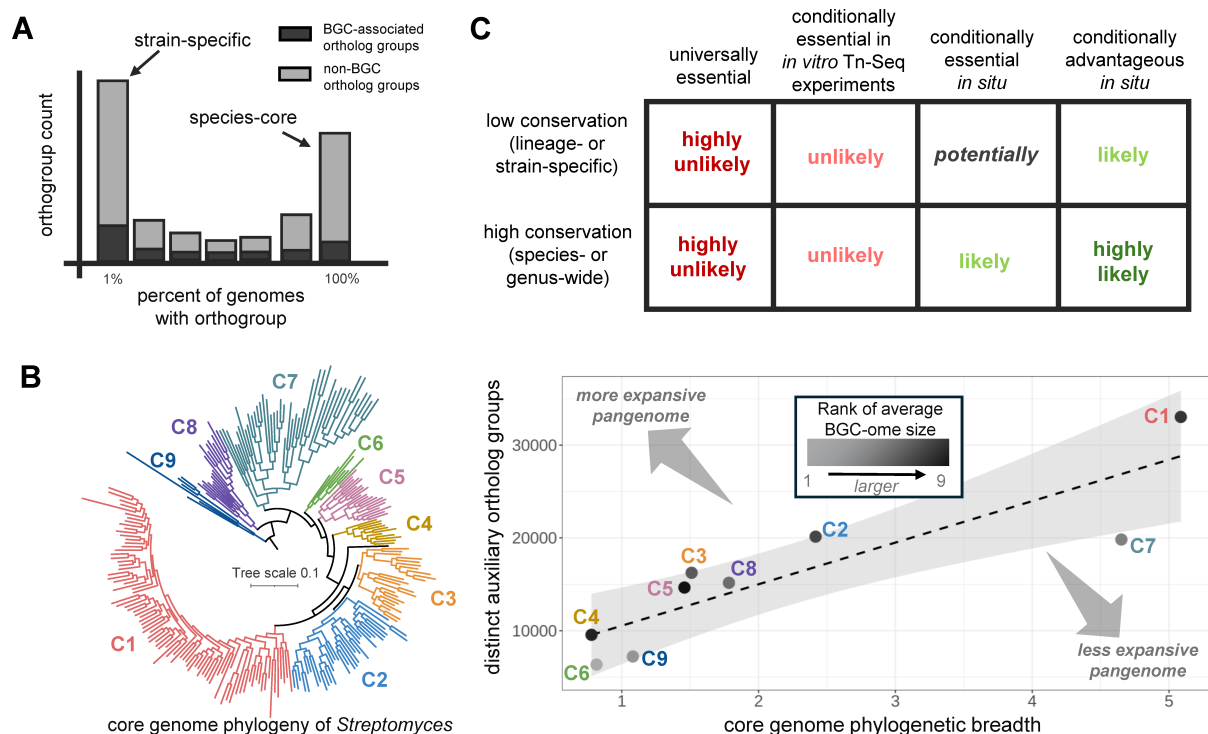 A
strain-specific
BGC-associated
ortholog groups
non-BGC
ortholog groups
species-core
orthogroup count
1%
100%
percent of genomes
with orthogroup
C
universally
essential
conditionally
essential in
in vitro Tn-Seq
experiments
conditionally
essential
in situ
conditionally
advantageous
in situ
low conservation
(lineage- or
strain-specific)
highly
unlikely
unlikely
potentially
likely
high conservation
(species- or
genus-wide)
highly
unlikely
unlikely
likely
highly
likely
B
C7
C8
C6
C9
C5
C4
Tree scale 0.1
C3
C1
C2
core genome phylogeny of Streptomyces
distinct auxiliary ortholog groups
30000
20000
10000
more expansive
pangenome
Rank of average
BGC-ome size
1
larger
9
C1
C2
C7
C3
C8
C5
C4
C9
C6
less expansive
pangenome
1
2
3
4
5
core genome phylogenetic breadth